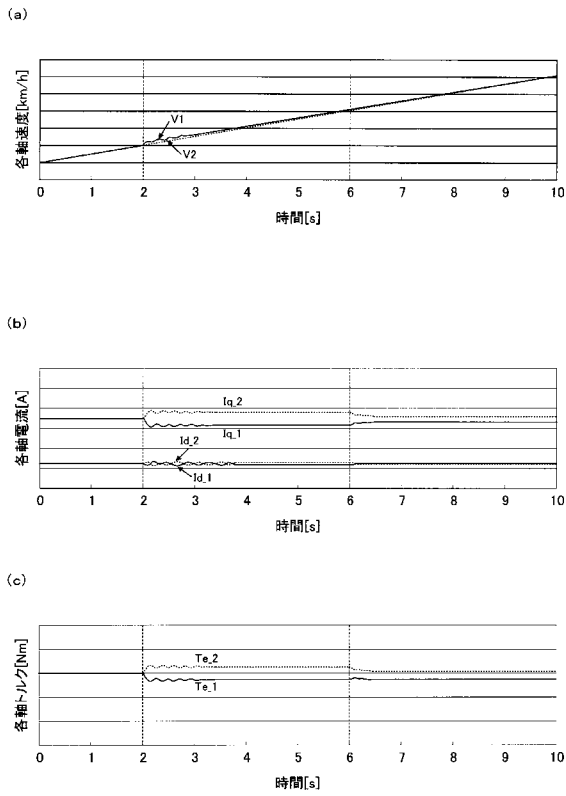 (a)
各軸速度[km/h]
V1
V2
0 1 2 3 4 5 6 7 8 9 10
時間[s]
(b)
各軸電流[A]
Iq_2
Iq_1
Id_2
Id_1
0 1 2 3 4 5 6 7 8 9 10
時間[s]
(c)
各軸トルク[Nm]
Te_2
Te_1
0 1 2 3 4 5 6 7 8 9 10
時間[s]